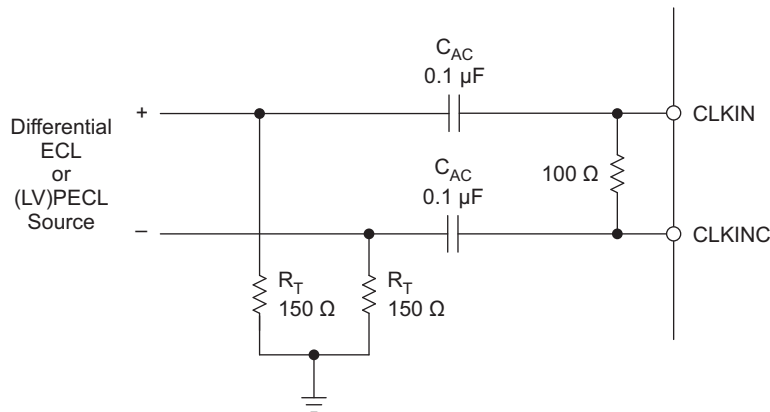 C_AC
0.1 µF
Differential
ECL
or
(LV)PECL
Source
+
CLKIN
C_AC
0.1 µF
100 Ω
–
CLKINC
R_T
150 Ω
R_T
150 Ω